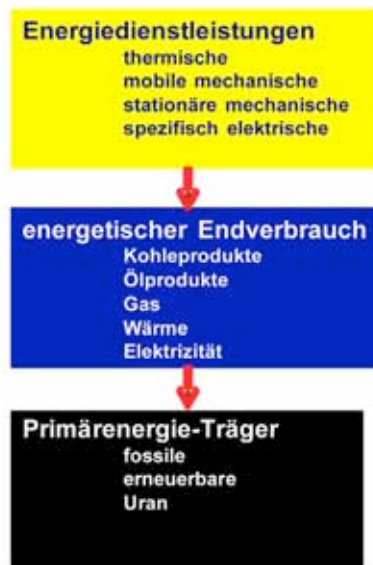 Energiedienstleistungen
thermische
mobile mechanische
stationäre mechanische
spezifisch elektrische
energetischer Endverbrauch
Kohleprodukte
Ölprodukte
Gas
Wärme
Elektrizität
Primärenergie-Träger
fossile
erneuerbare
Uran